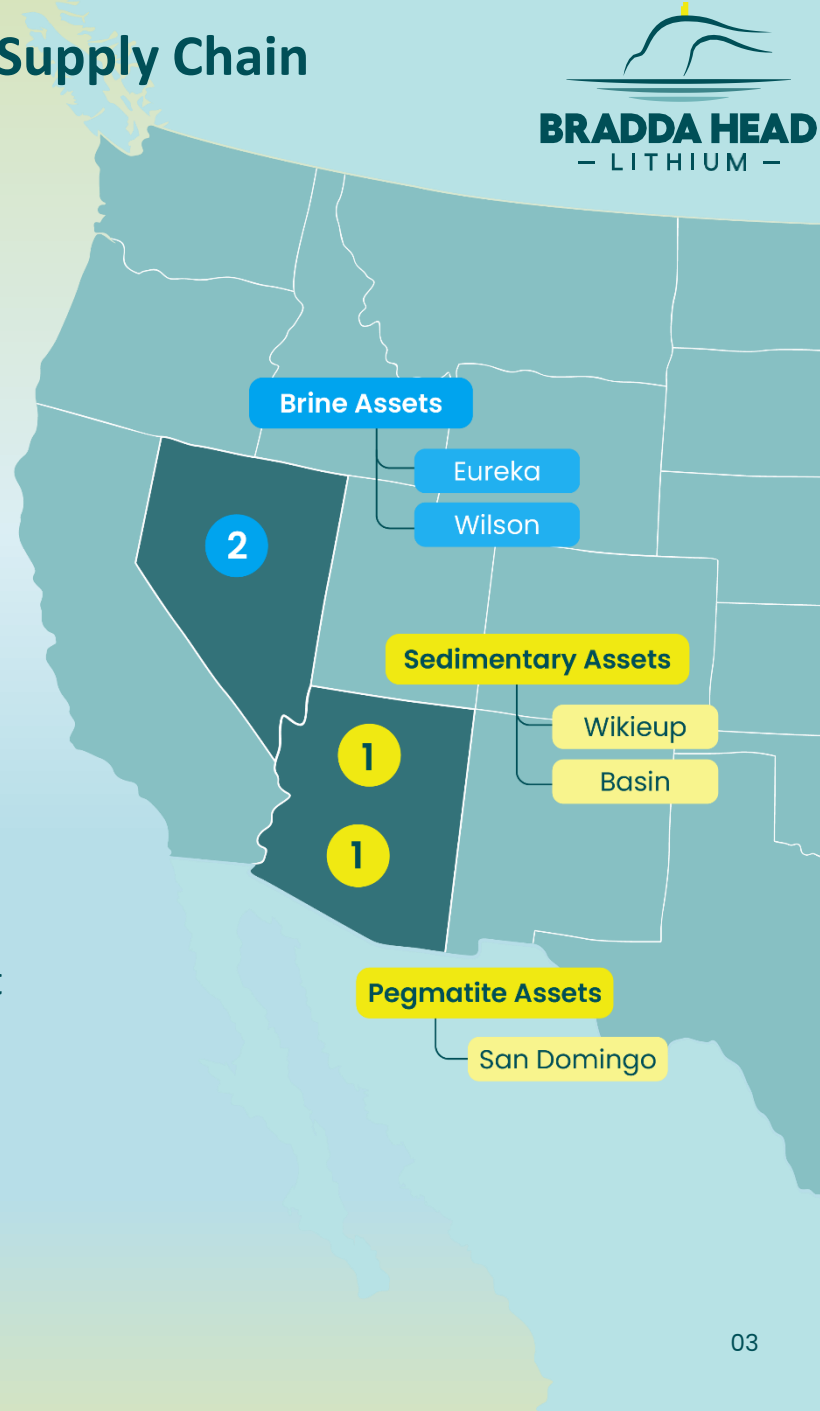 Supply Chain
BRADDA HEAD
– LITHIUM –
Brine Assets
Eureka
Wilson
2
Sedimentary Assets
Wikieup
Basin
1
1
Pegmatite Assets
San Domingo
03